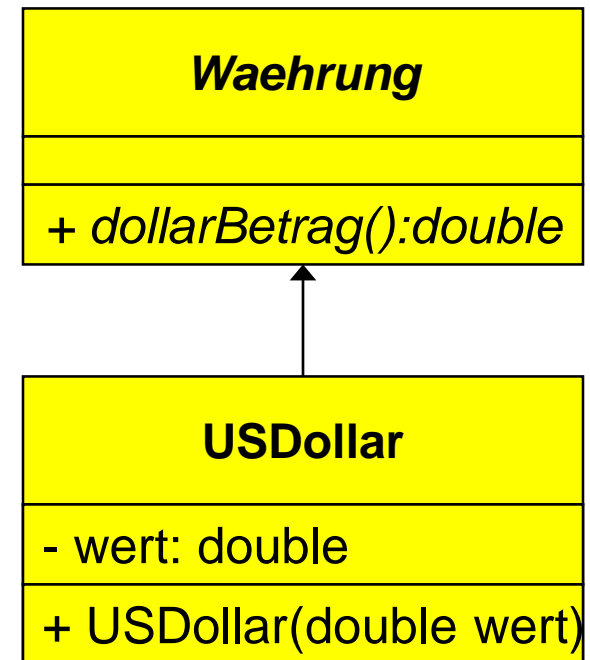 Waehrung
+ dollarBetrag():double
USDollar
- wert: double
+ USDollar(double wert)